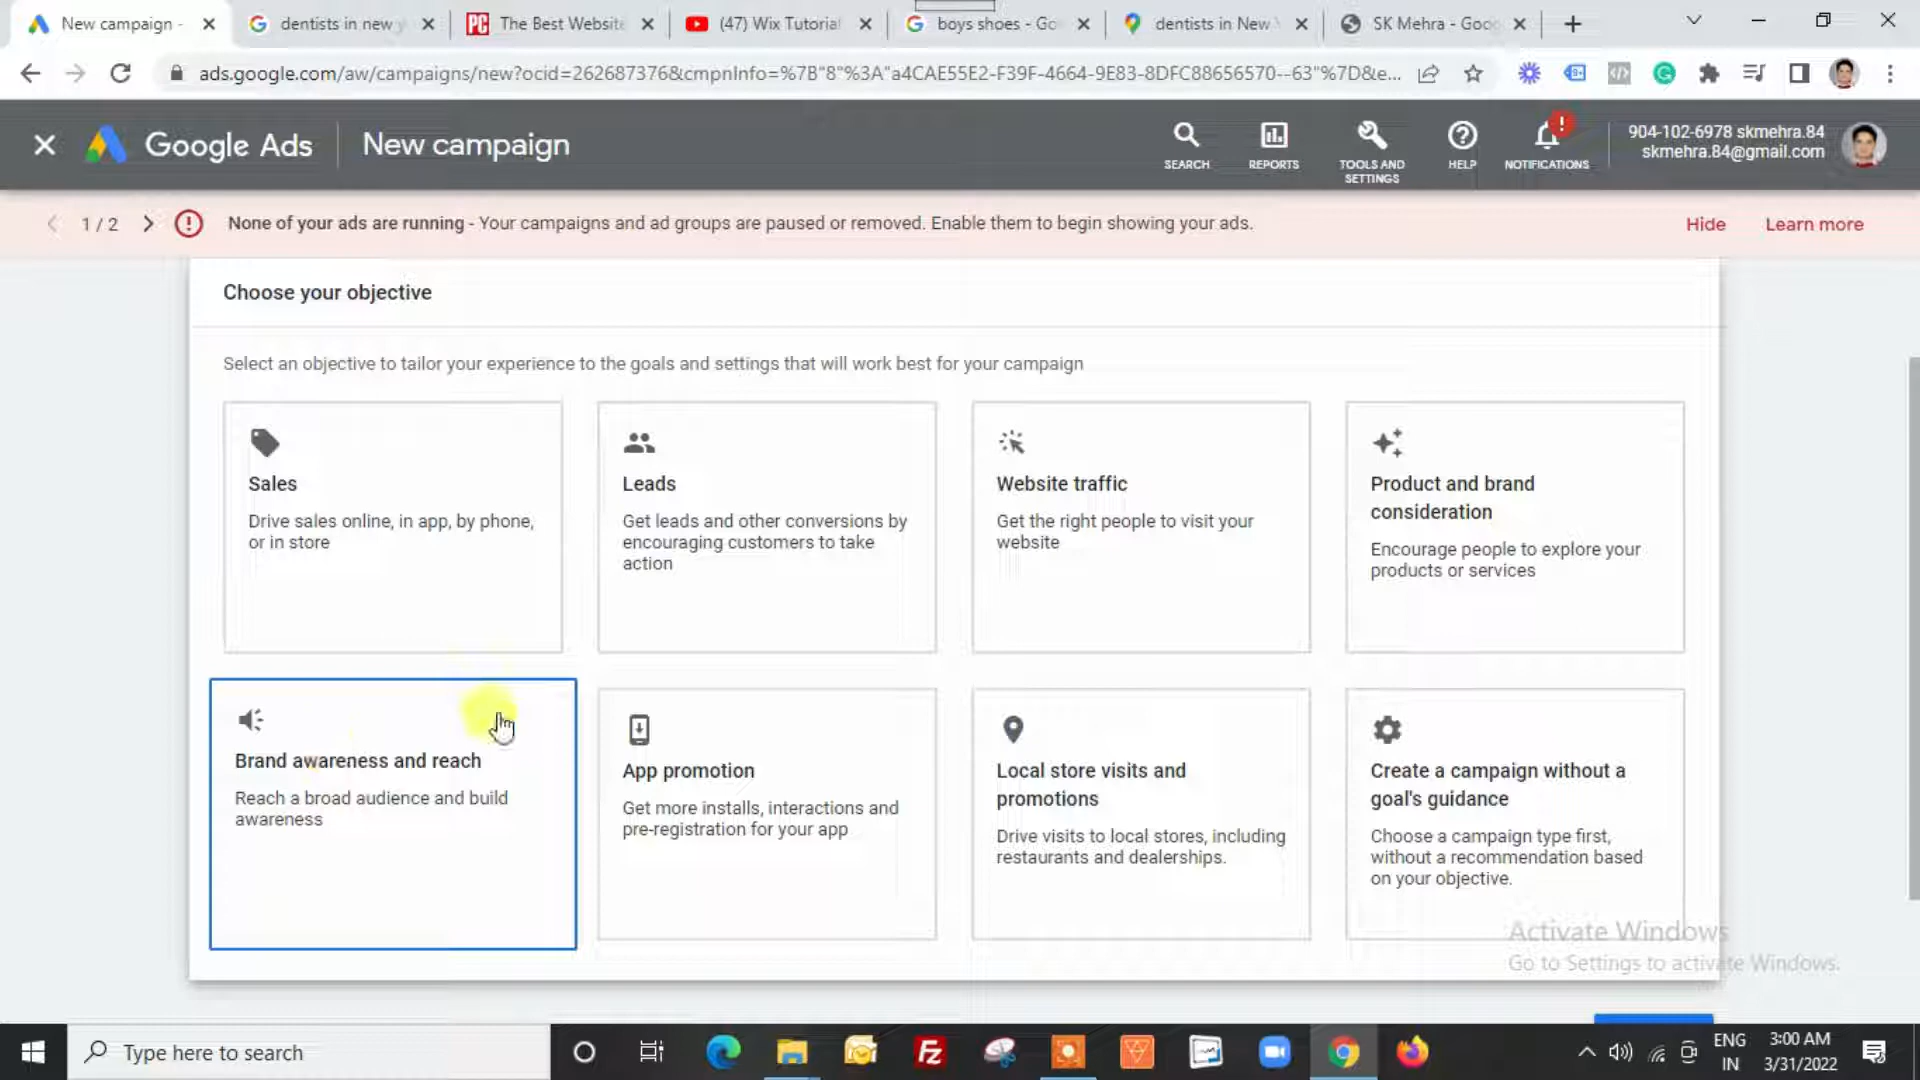 New campaign -
dentists in new y
PC
The Best Website
(47) Wix Tutorial
boys shoes - Go
dentists in New Y
SK Mehra - Goog
ads.google.com/aw/campaigns/new?ocid=262687376&cmpnInfo=%7B"8"%3A"a4CAE55E2-F39F-4664-9E83-8DFC88656570--63"%7D&e...
Google Ads
New campaign
SEARCH
REPORTS
TOOLS AND
SETTINGS
HELP
NOTIFICATIONS
904-102-6978 skmehra.84
skmehra.84@gmail.com
1 / 2
None of your ads are running - Your campaigns and ad groups are paused or removed. Enable them to begin showing your ads.
Hide
Learn more
Choose your objective
Select an objective to tailor your experience to the goals and settings that will work best for your campaign
Sales
Drive sales online, in app, by phone,
or in store
Leads
Get leads and other conversions by
encouraging customers to take
action
Website traffic
Get the right people to visit your
website
Product and brand
consideration
Encourage people to explore your
products or services
Brand awareness and reach
Reach a broad audience and build
awareness
App promotion
Get more installs, interactions and
pre-registration for your app
Local store visits and
promotions
Drive visits to local stores, including
restaurants and dealerships.
Create a campaign without a
goal's guidance
Choose a campaign type first,
without a recommendation based
on your objective.
Activate Windows
Go to Settings to activate Windows.
Type here to search
ENG
IN
3:00 AM
3/31/2022